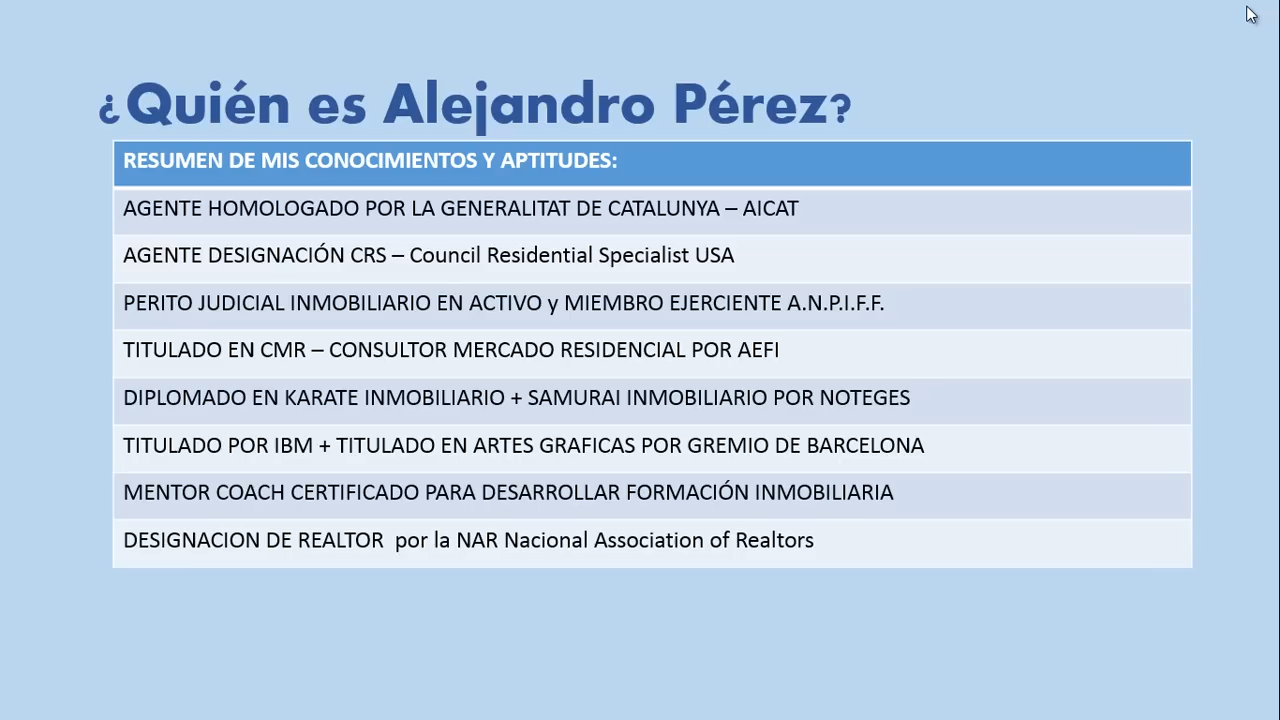 ¿Quién es Alejandro Pérez?
RESUMEN DE MIS CONOCIMIENTOS Y APTITUDES:
AGENTE HOMOLOGADO POR LA GENERALITAT DE CATALUNYA – AICAT
AGENTE DESIGNACIÓN CRS – Council Residential Specialist USA
PERITO JUDICIAL INMOBILIARIO EN ACTIVO y MIEMBRO EJERCIENTE A.N.P.I.F.F.
TITULADO EN CMR – CONSULTOR MERCADO RESIDENCIAL POR AEFI
DIPLOMADO EN KARATE INMOBILIARIO + SAMURAI INMOBILIARIO POR NOTEGES
TITULADO POR IBM + TITULADO EN ARTES GRAFICAS POR GREMIO DE BARCELONA
MENTOR COACH CERTIFICADO PARA DESARROLLAR FORMACIÓN INMOBILIARIA
DESIGNACION DE REALTOR  por la NAR Nacional Association of Realtors